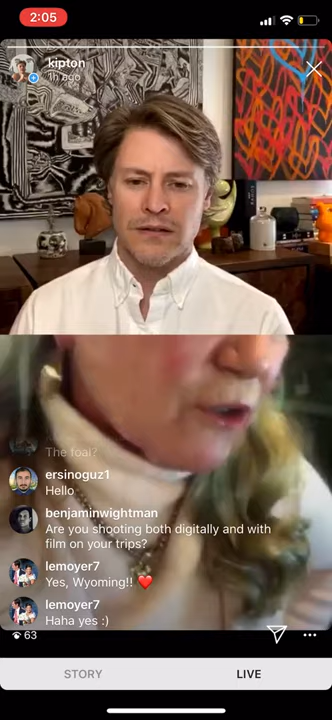 2:05
kipton
1h ago
The foal?
ersinoguz1
Hello
benjaminwightman
Are you shooting both digitally and with
film on your trips?
lemoyer7
Yes, Wyoming!! ❤️
lemoyer7
Haha yes :)
63
STORY
LIVE